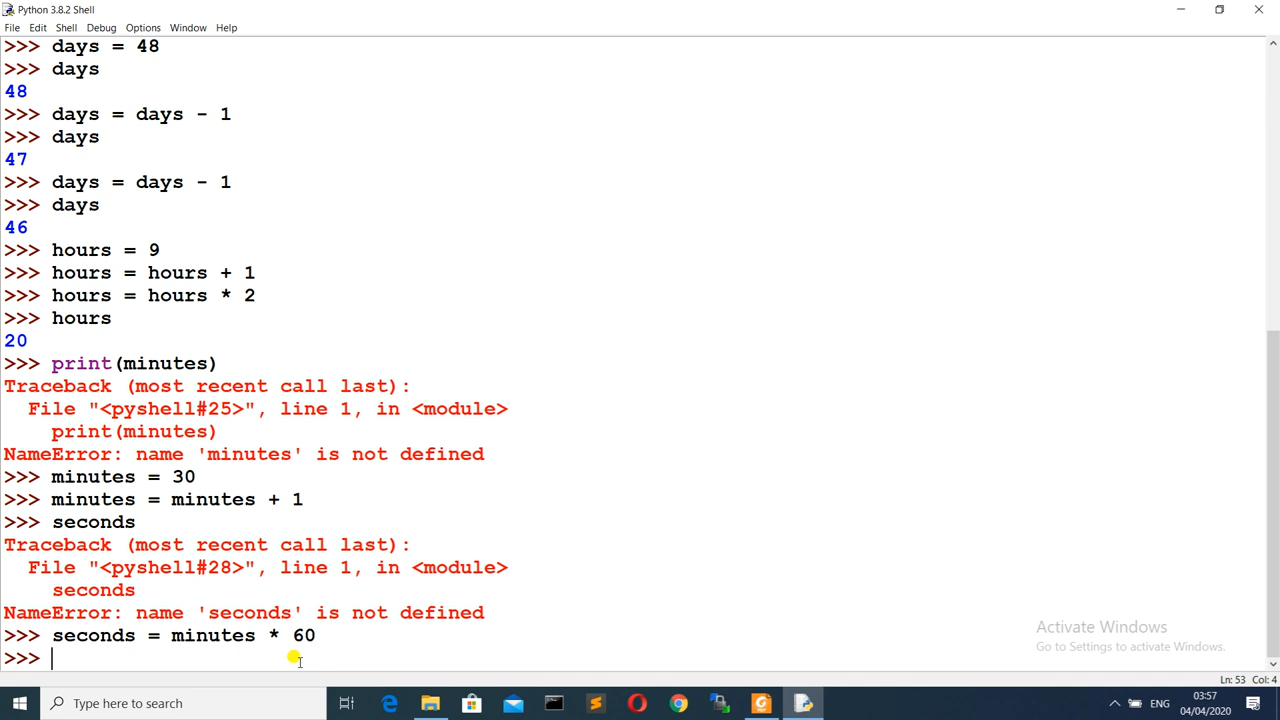 Python 3.8.2 Shell
File Edit Shell Debug Options Window Help
>>> days = 48
>>> days
48
>>> days = days - 1
>>> days
47
>>> days = days - 1
>>> days
46
>>> hours = 9
>>> hours = hours + 1
>>> hours = hours * 2
>>> hours
20
>>> print(minutes)
Traceback (most recent call last):
  File "<pyshell#25>", line 1, in <module>
    print(minutes)
NameError: name 'minutes' is not defined
>>> minutes = 30
>>> minutes = minutes + 1
>>> seconds
Traceback (most recent call last):
  File "<pyshell#28>", line 1, in <module>
    seconds
NameError: name 'seconds' is not defined
>>> seconds = minutes * 60
>>>
Activate Windows
Go to Settings to activate Windows.
Ln: 53 Col: 4
Type here to search
ENG
03:57
04/04/2020